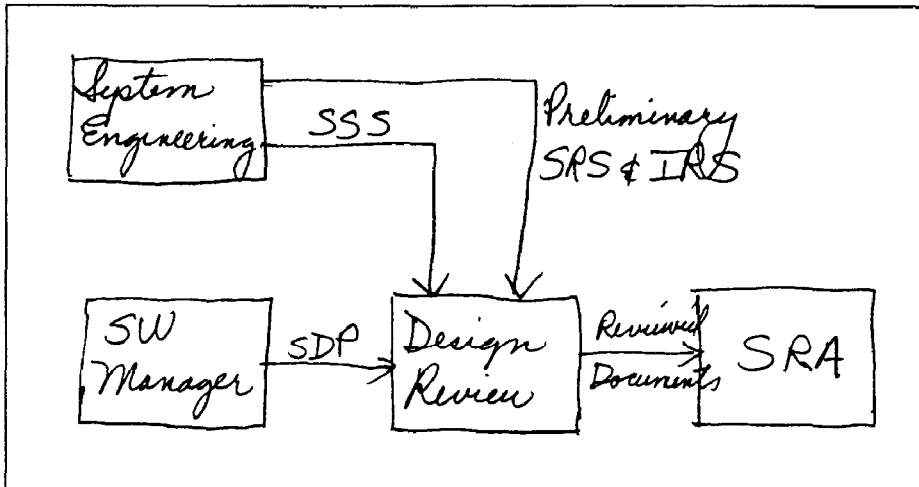 System
Engineering
SSS
Preliminary
SRS & IRS
SW
Manager
SDP
Design
Review
Reviewed
Documents
SRA